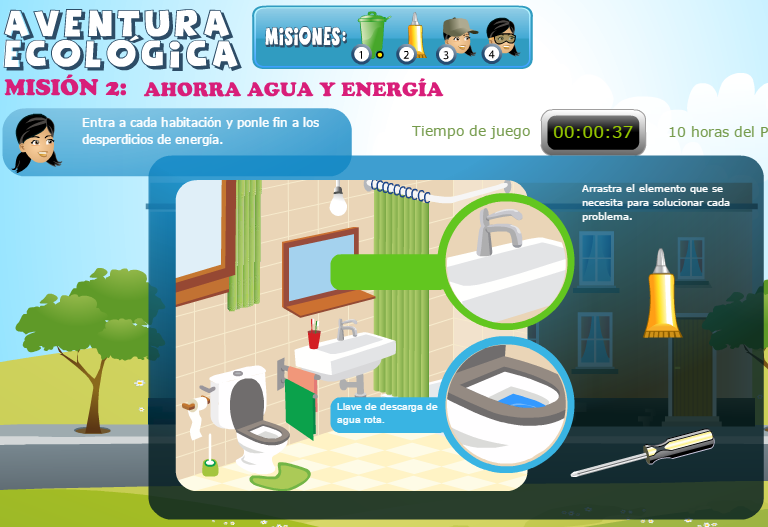 AVENTURA
ECOLÓGICA
MISIONES:
1 2 3 4
MISIÓN 2: AHORRA AGUA Y ENERGÍA
Entra a cada habitación y ponle fin a los
desperdicios de energía.
Tiempo de juego 00:00:37 10 horas del P
Arrastra el elemento que se
necesita para solucionar cada
problema.
Llave de descarga de
agua rota.